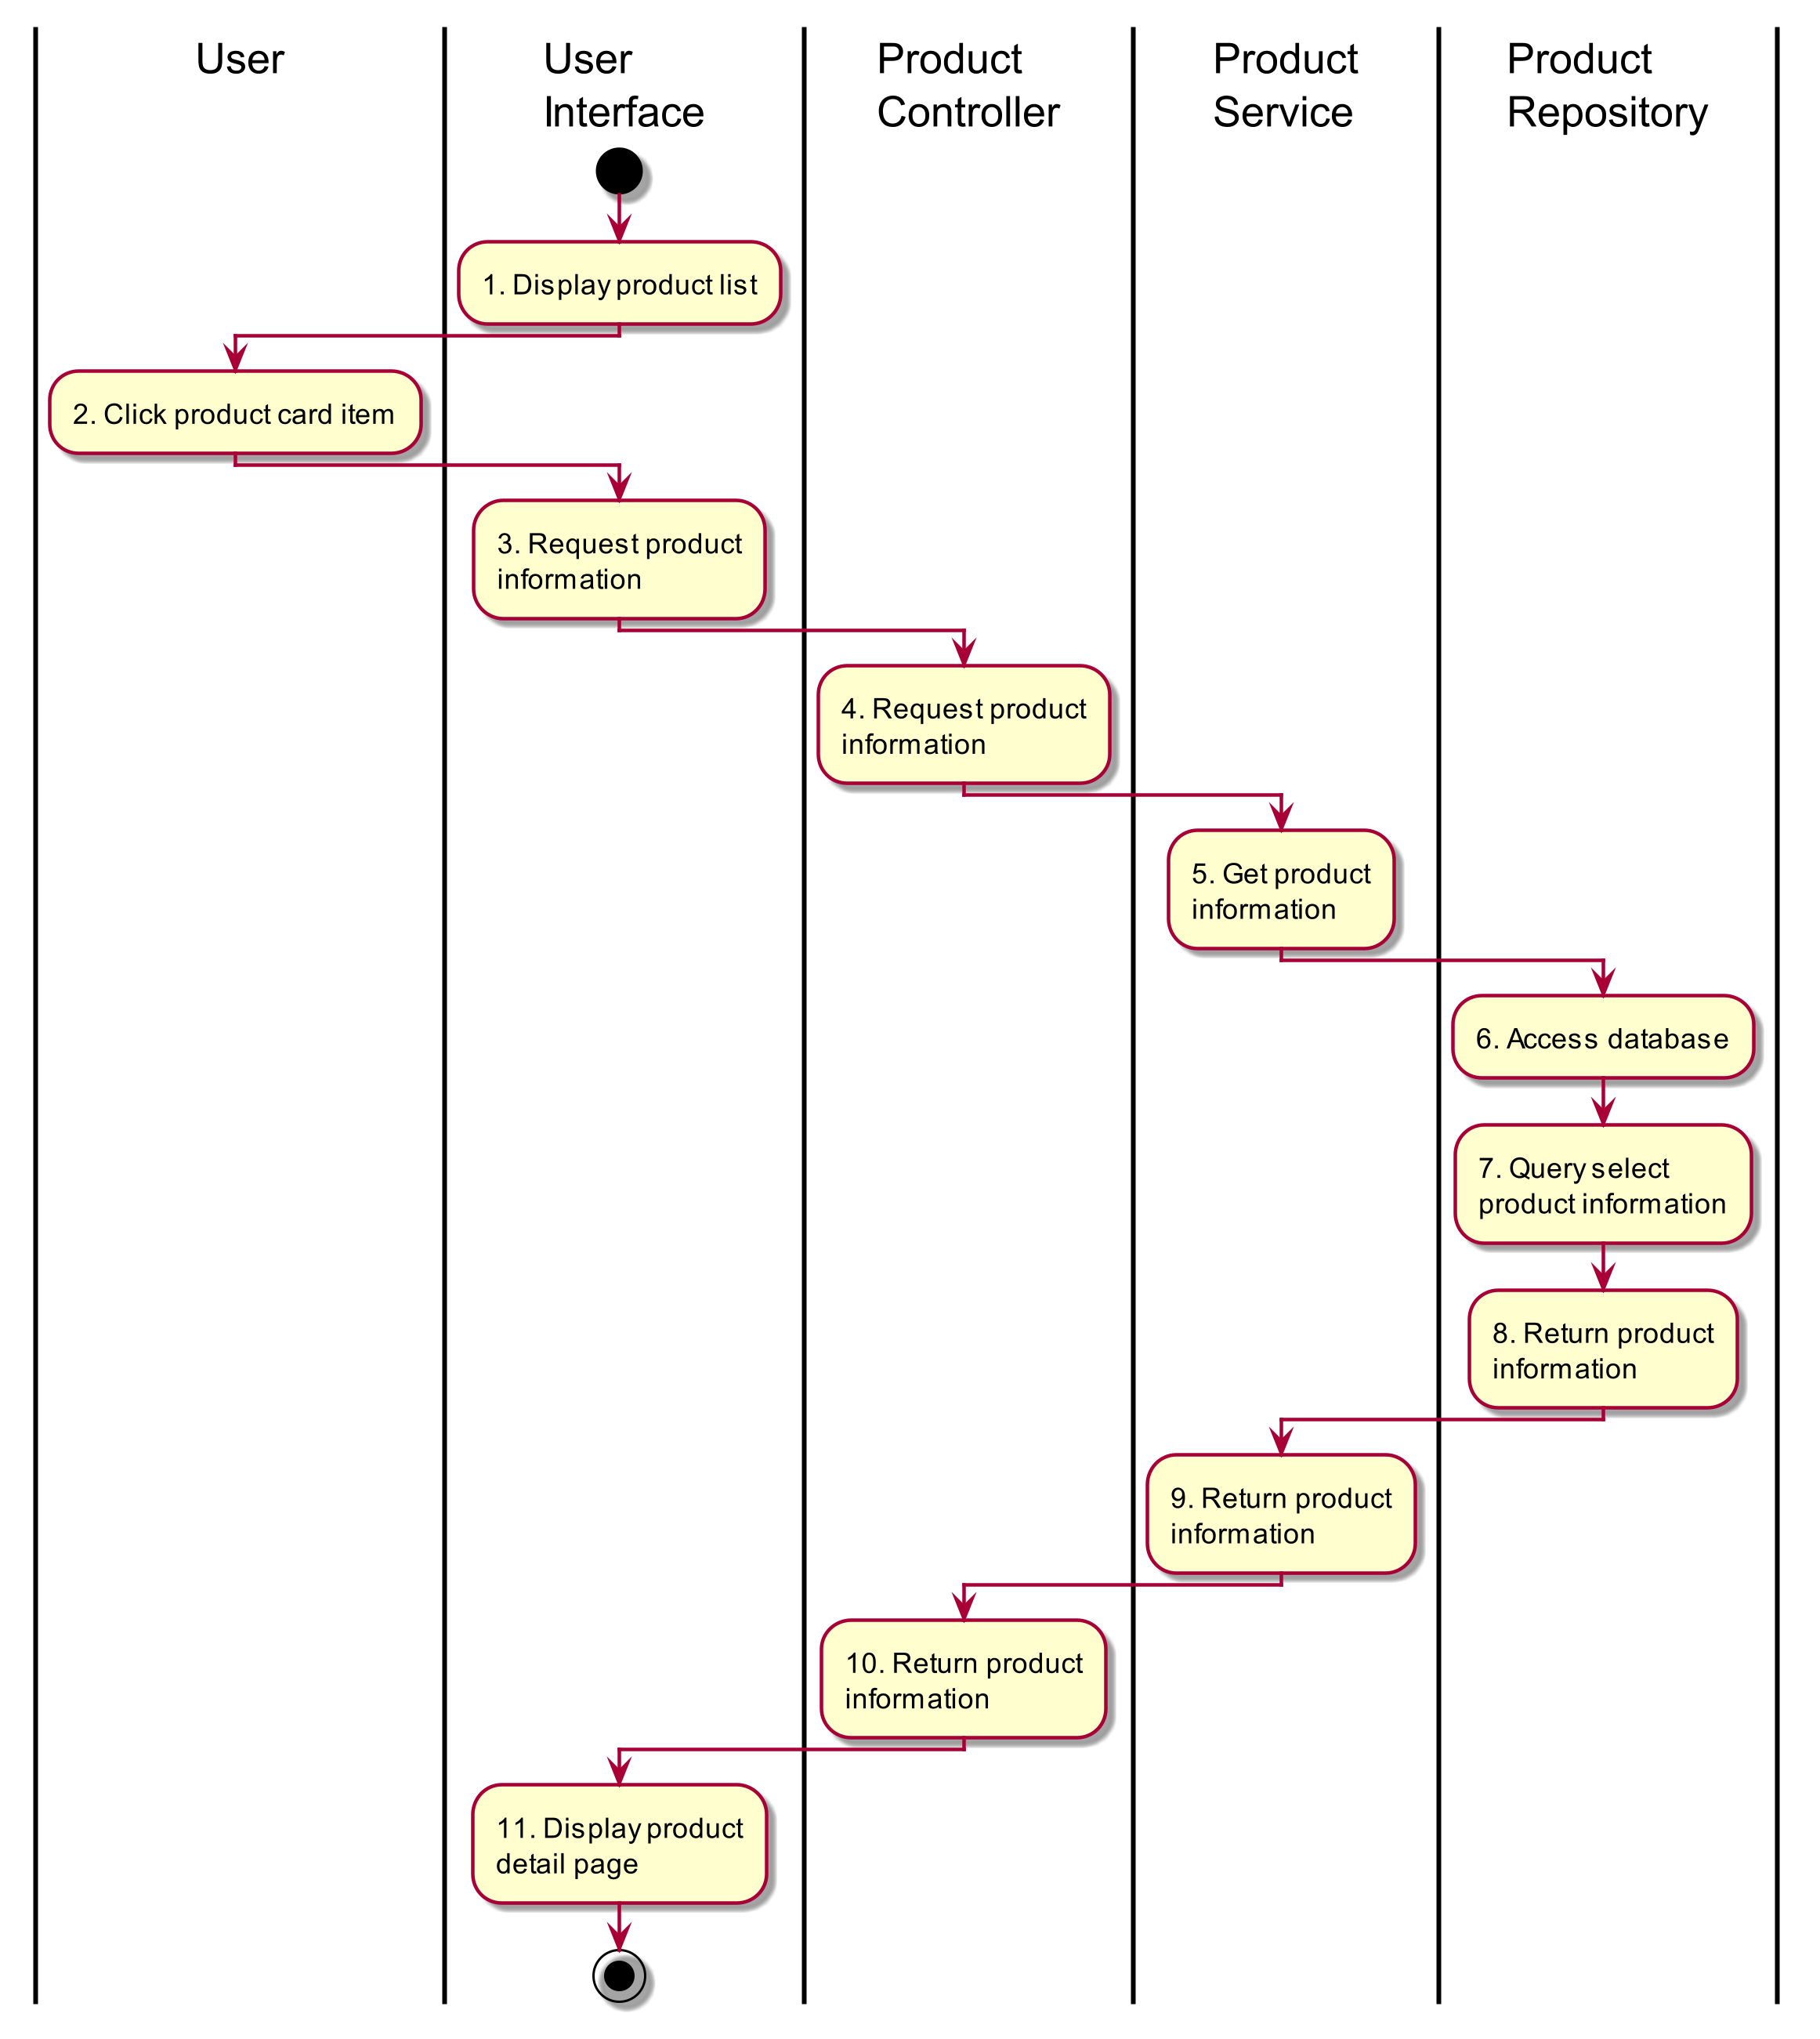 User
User
Interface
Product
Controller
Product
Service
Product
Repository
1. Display product list
2. Click product card item
3. Request product
information
4. Request product
information
5. Get product
information
6. Access database
7. Query select
product information
8. Return product
information
9. Return product
information
10. Return product
information
11. Display product
detail page